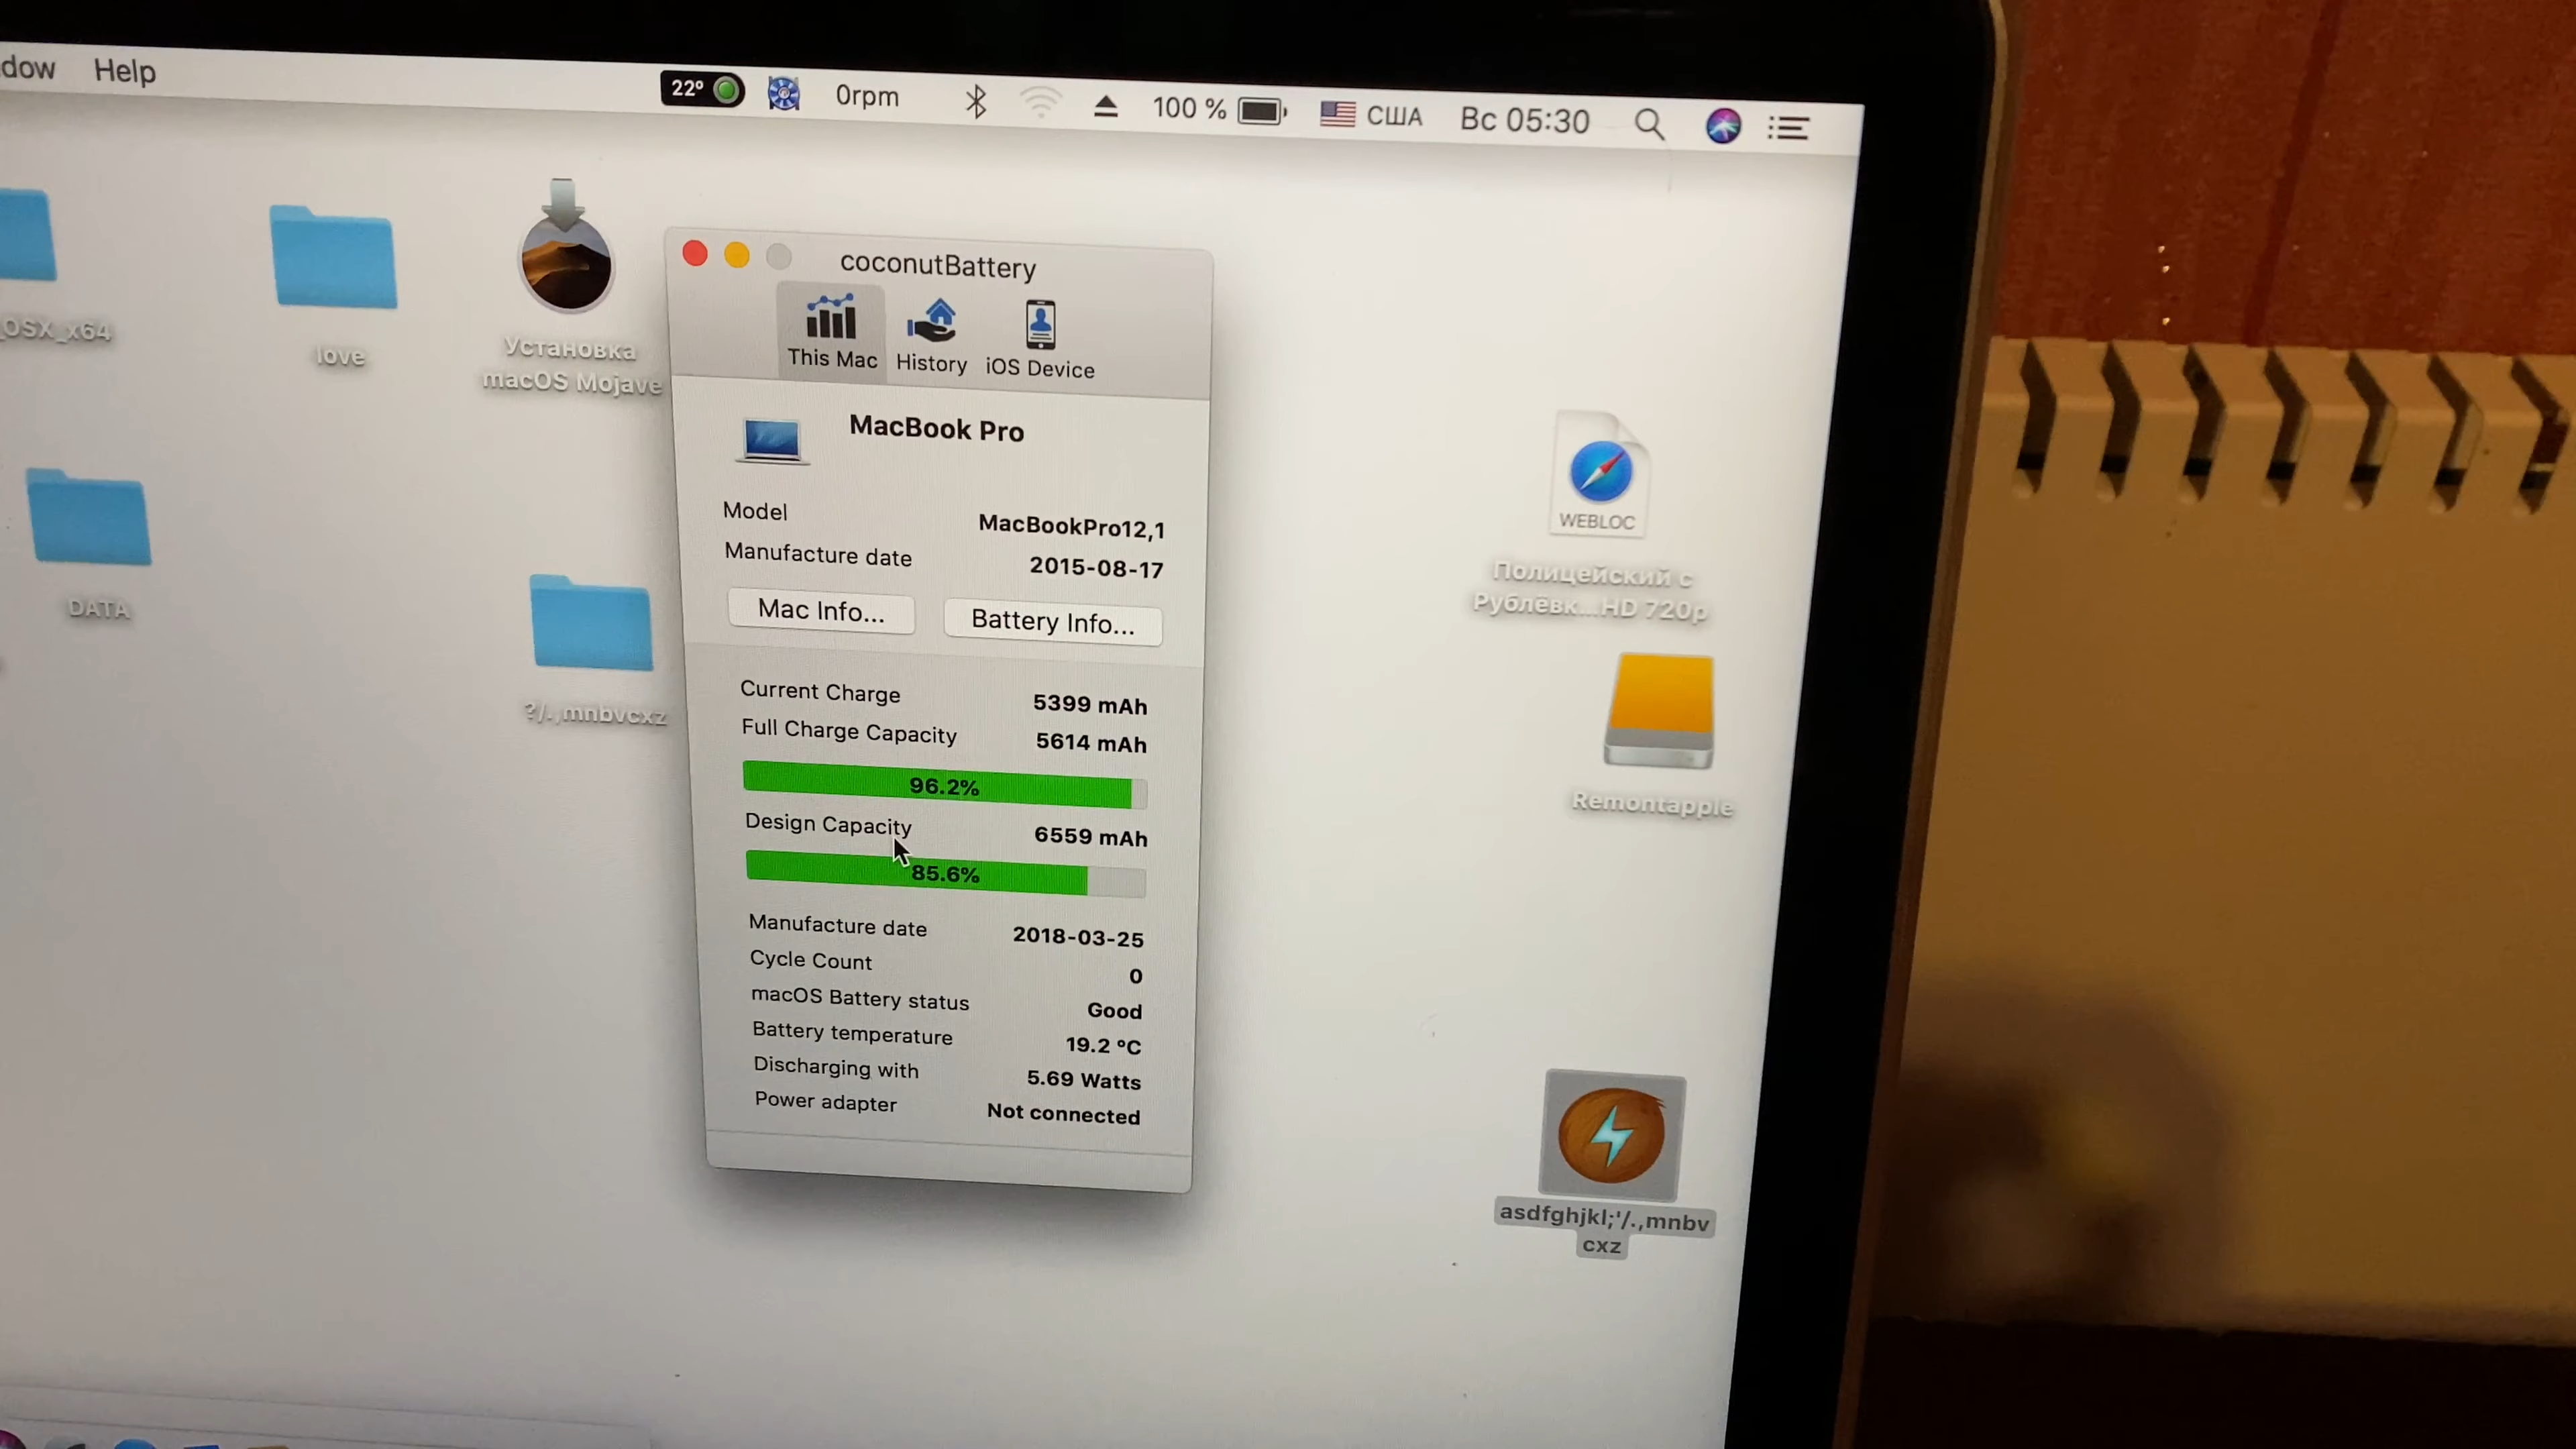 dow Help 22° 0rpm 100 % США Вс 05:30
_OSX_x64
love
Установка
macOS Mojave
DATA
?/.,mnbvcxz
coconutBattery
This Mac History iOS Device
MacBook Pro
Model MacBookPro12,1
Manufacture date 2015-08-17
Mac Info... Battery Info...
Current Charge 5399 mAh
Full Charge Capacity 5614 mAh
96.2%
Design Capacity 6559 mAh
85.6%
Manufacture date 2018-03-25
Cycle Count 0
macOS Battery status Good
Battery temperature 19.2 °C
Discharging with 5.69 Watts
Power adapter Not connected
WEBLOC
Полицейский с
Рублёвк...HD 720p
Remontapple
asdfghjkl;'/.,mnbv
cxz